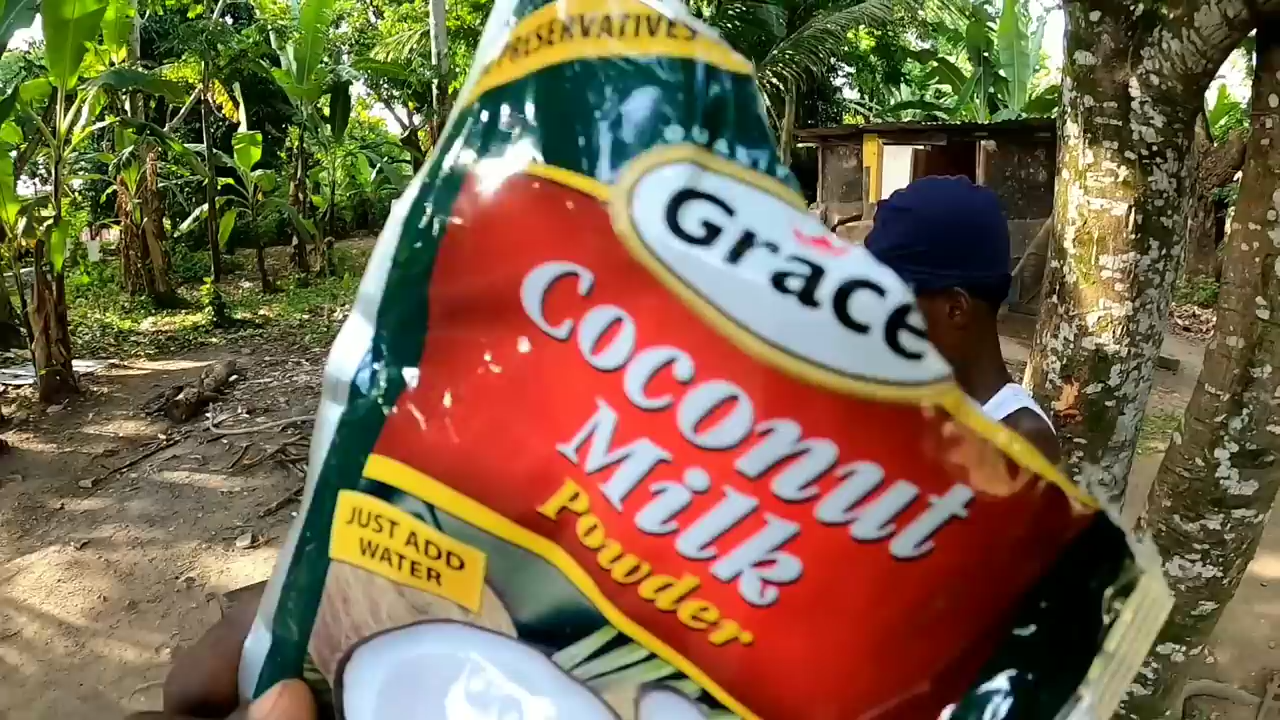 PRESERVATIVES
Grace
Coconut
Milk
Powder
JUST ADD
WATER